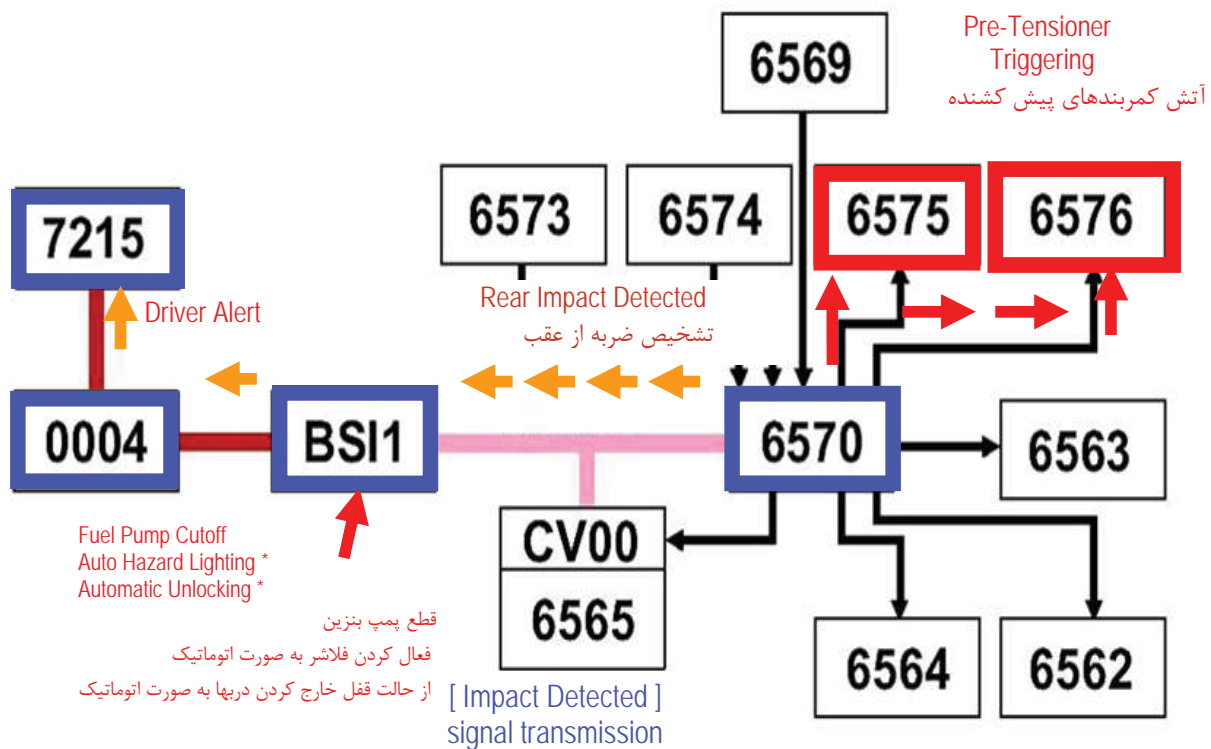 6569
Pre-Tensioner
Triggering
آتش کمربندهای پیش کشنده
7215
6573
6574
6575
6576
Driver Alert
Rear Impact Detected
تشخیص ضربه از عقب
0004
BSI1
6570
6563
Fuel Pump Cutoff
Auto Hazard Lighting *
Automatic Unlocking *
قطع پمپ بنزین
فعال کردن فلاشر به صورت اتوماتیک
از حالت قفل خارج کردن دربها به صورت اتوماتیک
CV00
6565
[ Impact Detected ]
signal transmission
6564
6562